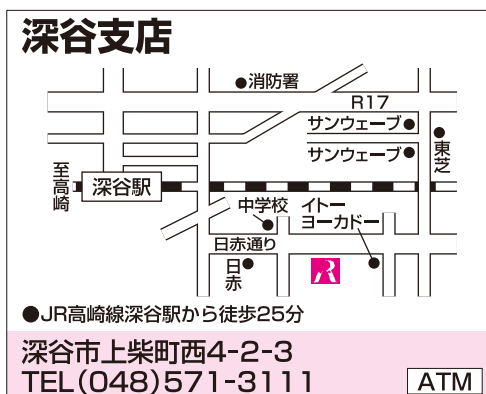 深谷支店
消防署
R17
サンウェーブ
サンウェーブ
東芝
至高崎
深谷駅
中学校
イトーヨーカドー
日赤通り
日赤
R
●JR高崎線深谷駅から徒歩25分
深谷市上柴町西4-2-3
TEL(048)571-3111
ATM